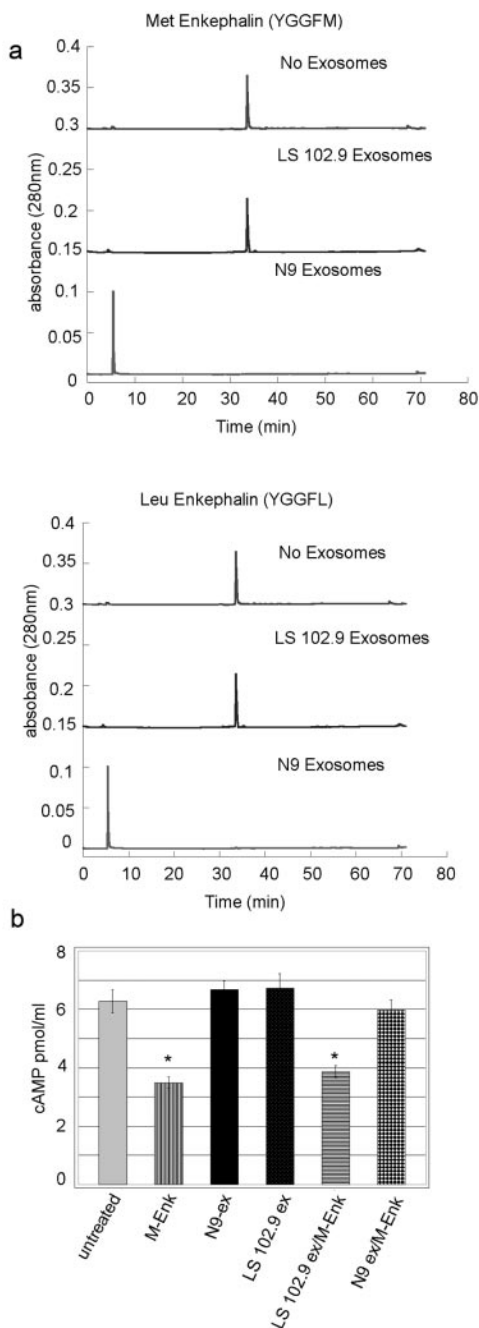 Met Enkephalin (YGGFM)
a
No Exosomes
LS 102.9 Exosomes
N9 Exosomes
absorbance (280nm)
0.4
0.35
0.3
0.25
0.2
0.15
0.1
0.05
0
0 10 20 30 40 50 60 70 80
Time (min)
Leu Enkephalin (YGGFL)
No Exosomes
LS 102.9 Exosomes
N9 Exosomes
absobance (280nm)
0.4
0.35
0.3
0.25
0.2
0.15
0.1
0.05
0
0 10 20 30 40 50 60 70 80
Time (min)
b
cAMP pmol/ml
8
6
4
2
0
* *
untreated
M-Enk
N9-ex
LS 102.9 ex
LS 102.9 ex/M-Enk
N9 ex/M-Enk